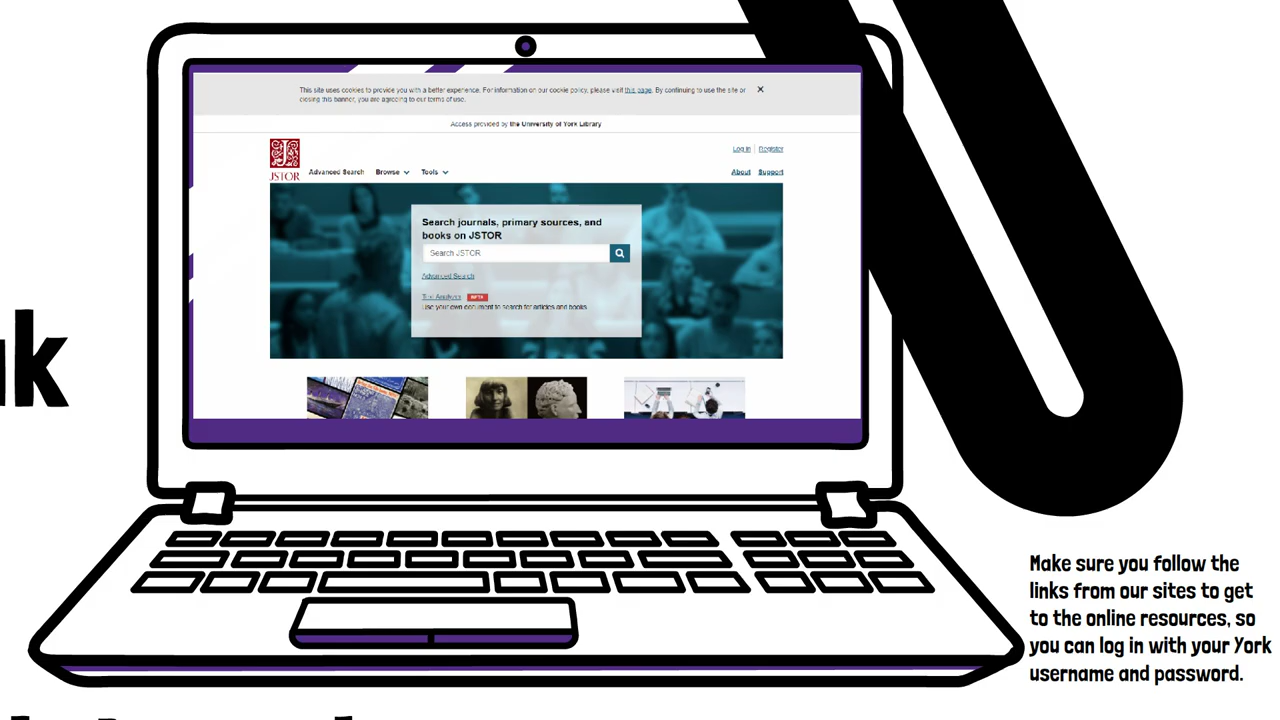 This site uses cookies to provide you with a better experience. For information on our cookie policy, please visit this page. By continuing to use the site or
closing this banner, you are agreeing to our terms of use.
Access provided by the University of York Library
Log in Register
JSTOR
Advanced Search Browse Tools
About Support
Search journals, primary sources, and
books on JSTOR
Search JSTOR
Advanced Search
Text Analyzer BETA
Use your own document to search for articles and books
k
Make sure you follow the
links from our sites to get
to the online resources, so
you can log in with your York
username and password.